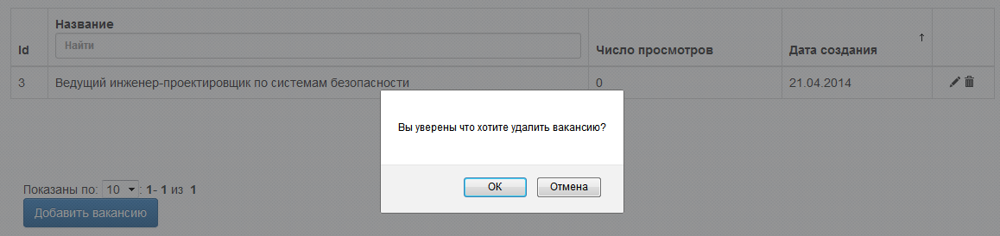 Id
Название
Найти
Число просмотров
Дата создания
↑
3
Ведущий инженер-проектировщик по системам безопасности
0
21.04.2014
Вы уверены что хотите удалить вакансию?
OK
Отмена
Показаны по: 10 : 1- 1 из 1
Добавить вакансию